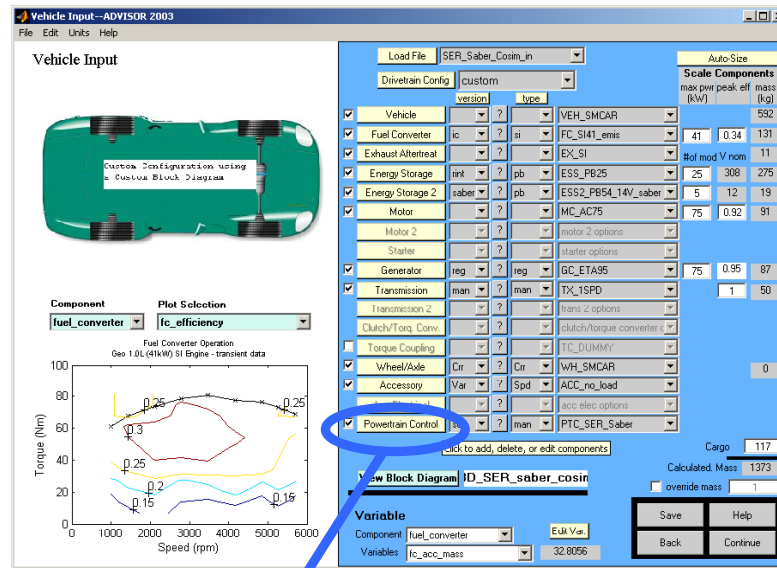 Vehicle Input--ADVISOR 2003
File Edit Units Help
Vehicle Input
Load File SER_Saber_Cosim_in
Auto-Size
Drivetrain Config custom
Scale Components
version type
max pwr (kW) peak eff mass (kg)
Vehicle ? VEH_SMCAR 592
Fuel Converter ic ? si FC_SI41_emis 41 0.34 131
Exhaust Aftertreat ? EX_SI #of mod V nom 11
Energy Storage rint ? pb ESS_PB25 25 308 275
Energy Storage 2 saber ? pb ESS2_PB54_14V_saber 5 12 19
Motor ? MC_AC75 75 0.92 91
Motor 2 ? motor 2 options
Starter ? starter options
Generator reg ? reg GC_ETA95 75 0.95 87
Transmission man ? man TX_1SPD 1 50
Transmission 2 ? trans 2 options
Clutch/Torq. Conv. ? clutch/torque converter
Torque Coupling ? TC_DUMMY
Wheel/Axle Crr ? Crr WH_SMCAR 0
Accessory Var ? Spd ACC_no_load
? acc elec options
Powertrain Control ? man PTC_SER_Saber
Custom Configuration using
a Custom Block Diagram
Component Plot Selection
fuel_converter fc_efficiency
Fuel Converter Operation
Geo 1.0L (41kW) SI Engine - transient data
100
80
60
40
20
0
Torque (Nm)
0.25 0.25
0.3
0.25
0.2
0.15 0.15
0 1000 2000 3000 4000 5000 6000
Speed (rpm)
Click to add, delete, or edit components
Cargo 117
Calculated. Mass 1373
View Block Diagram BD_SER_saber_cosim
override mass 1
Variable
Component fuel_converter Edit Var.
Variables fc_acc_mass 32.8056
Save Help
Back Continue